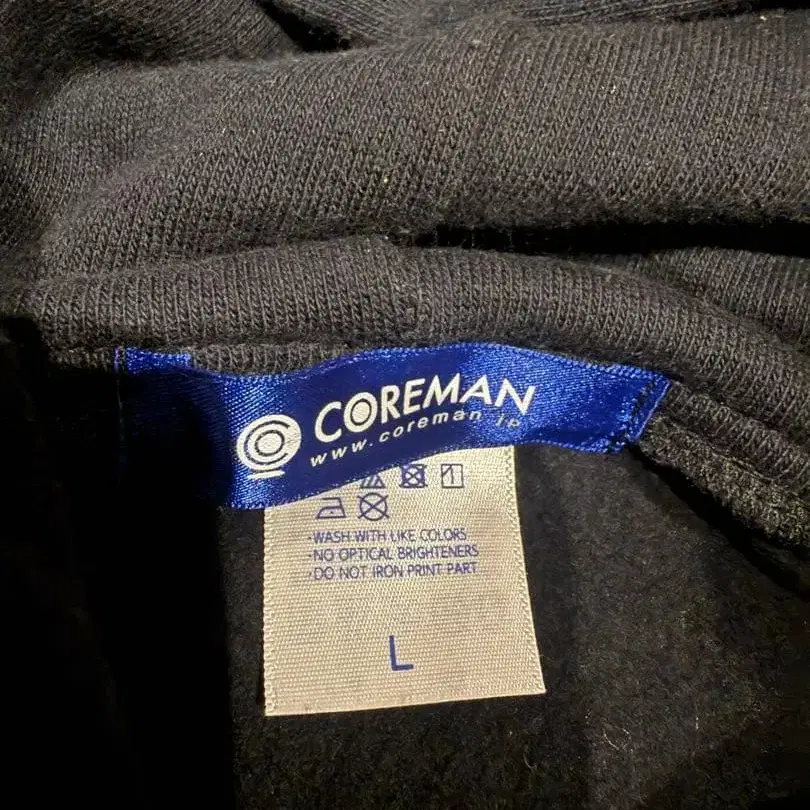 COREMAN
www.coreman.jp
·WASH WITH LIKE COLORS
·NO OPTICAL BRIGHTENERS
·DO NOT IRON PRINT PART
L